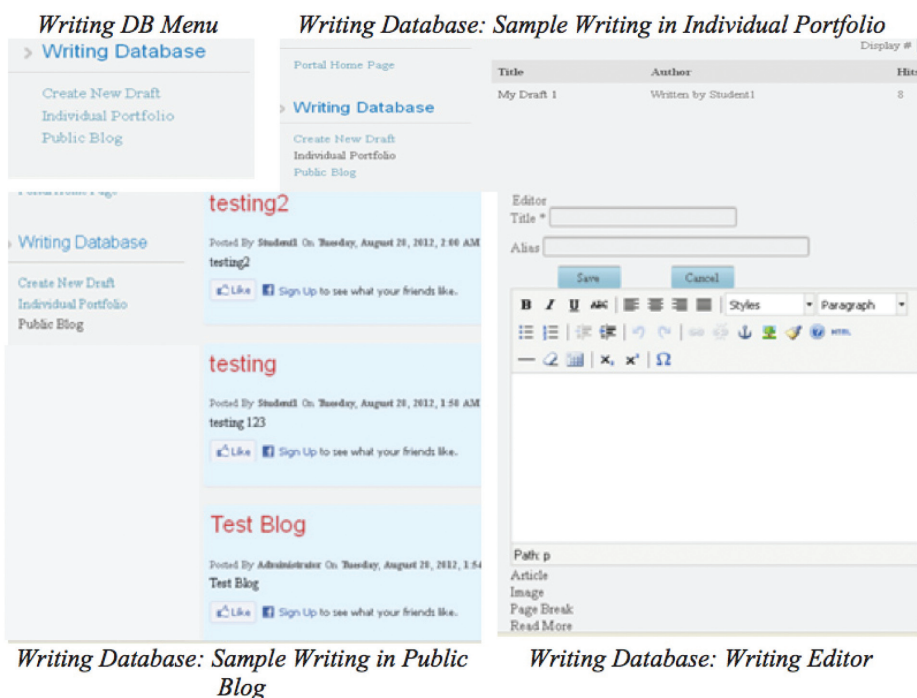 Writing DB Menu
Writing Database
Create New Draft
Individual Portfolio
Public Blog
Writing Database: Sample Writing in Individual Portfolio
Display #
Portal Home Page
Writing Database
Create New Draft
Individual Portfolio
Public Blog
Title Author Hits
My Draft 1 Written by Student1 8
Portal Home Page
Writing Database
Create New Draft
Individual Portfolio
Public Blog
testing2
Posted By Student1 On Tuesday, August 28, 2012, 2:00 AM
testing2
Like Sign Up to see what your friends like.
testing
Posted By Student1 On Tuesday, August 28, 2012, 1:58 AM
testing 123
Like Sign Up to see what your friends like.
Test Blog
Posted By Administrator On Tuesday, August 28, 2012, 1:54
Test Blog
Like Sign Up to see what your friends like.
Writing Database: Sample Writing in Public
Blog
Editor
Title *
Alias
Save Cancel
B I U ABC Styles Paragraph
HTML
Path: p
Article
Image
Page Break
Read More
Writing Database: Writing Editor